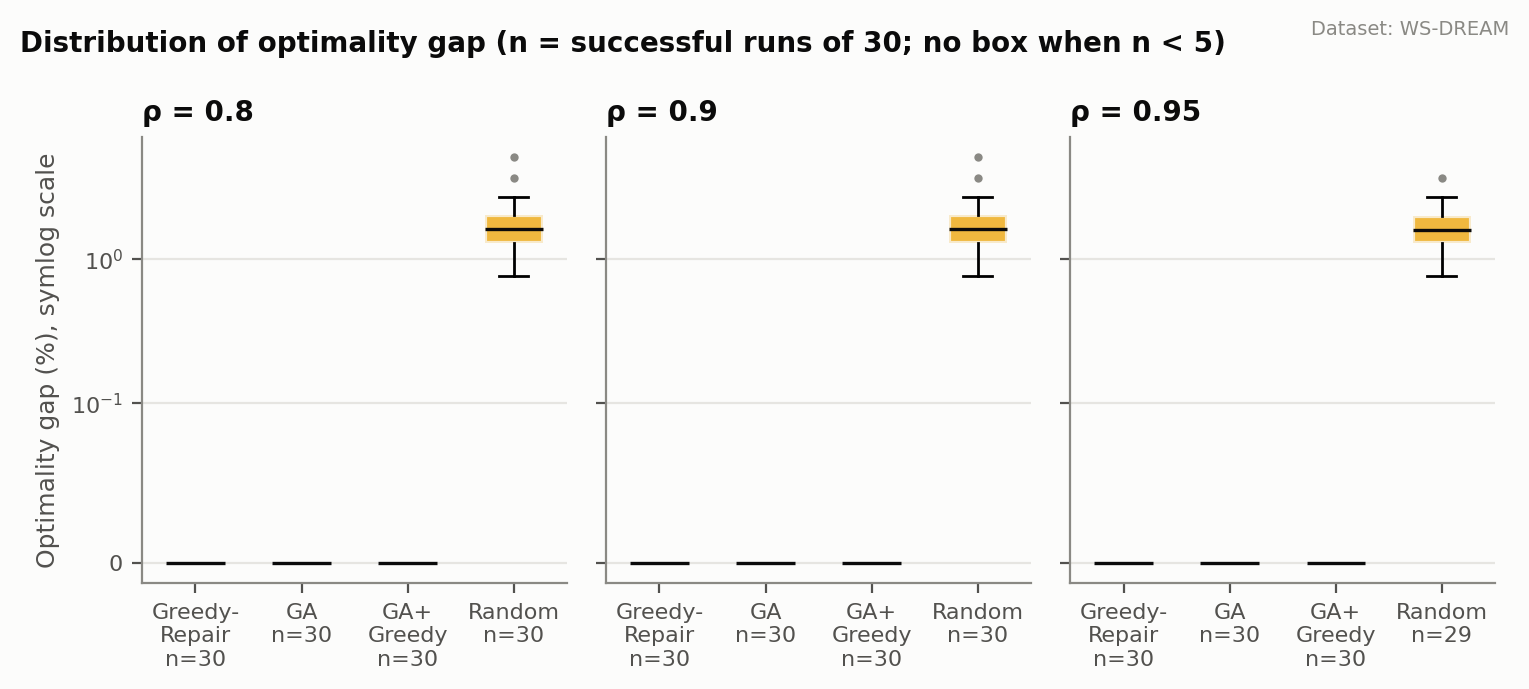 Distribution of optimality gap (n = successful runs of 30; no box when n < 5)
Dataset: WS-DREAM
ρ = 0.8
ρ = 0.9
ρ = 0.95
Optimality gap (%), symlog scale
10⁰
10⁻¹
0
Greedy-
Repair
n=30
GA
n=30
GA+
Greedy
n=30
Random
n=30
Greedy-
Repair
n=30
GA
n=30
GA+
Greedy
n=30
Random
n=30
Greedy-
Repair
n=30
GA
n=30
GA+
Greedy
n=30
Random
n=29